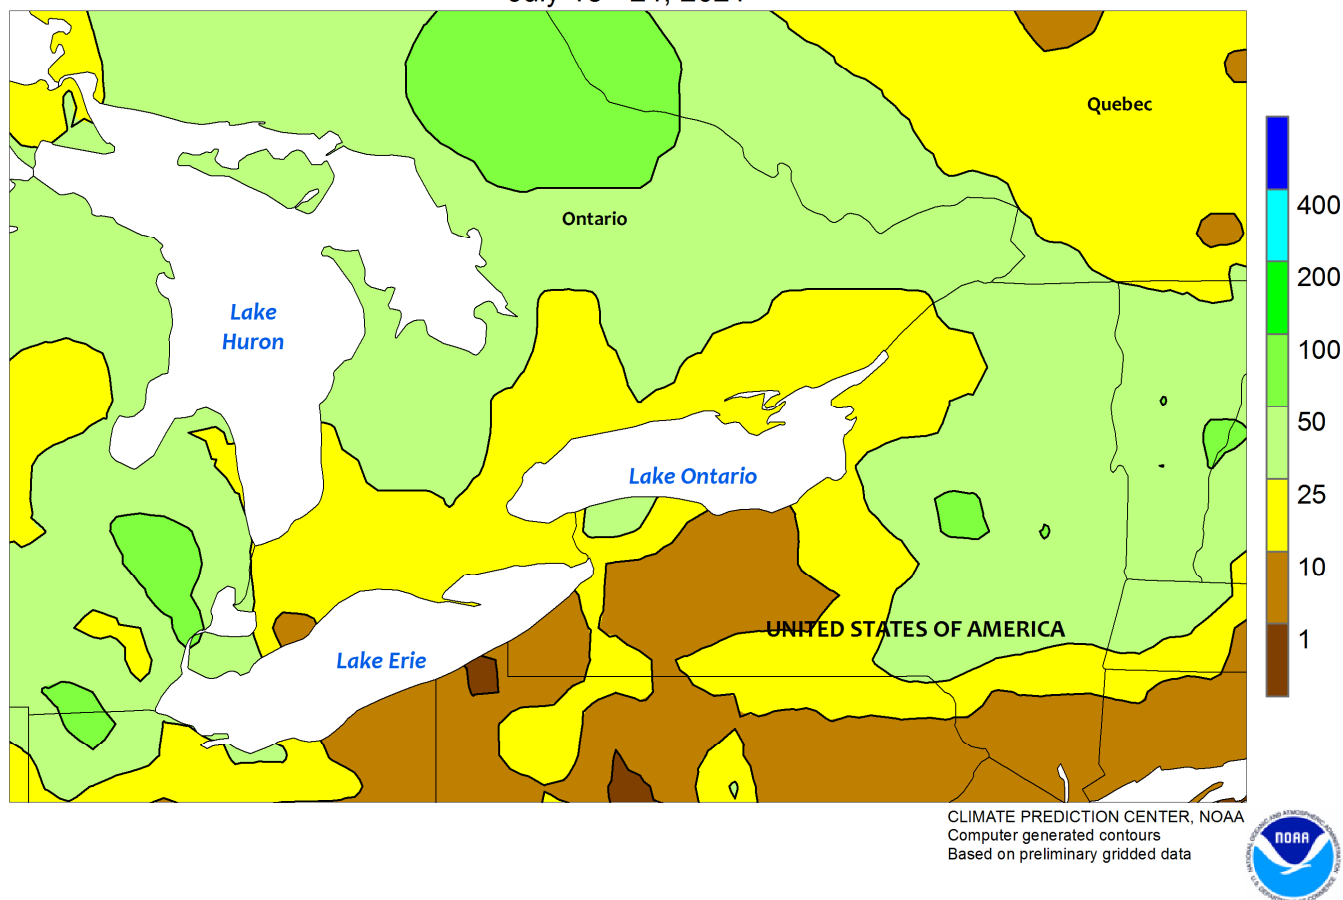 Quebec
Ontario
Lake
Huron
Lake Ontario
UNITED STATES OF AMERICA
Lake Erie
400
200
100
50
25
10
1
CLIMATE PREDICTION CENTER, NOAA
Computer generated contours
Based on preliminary gridded data
NOAA